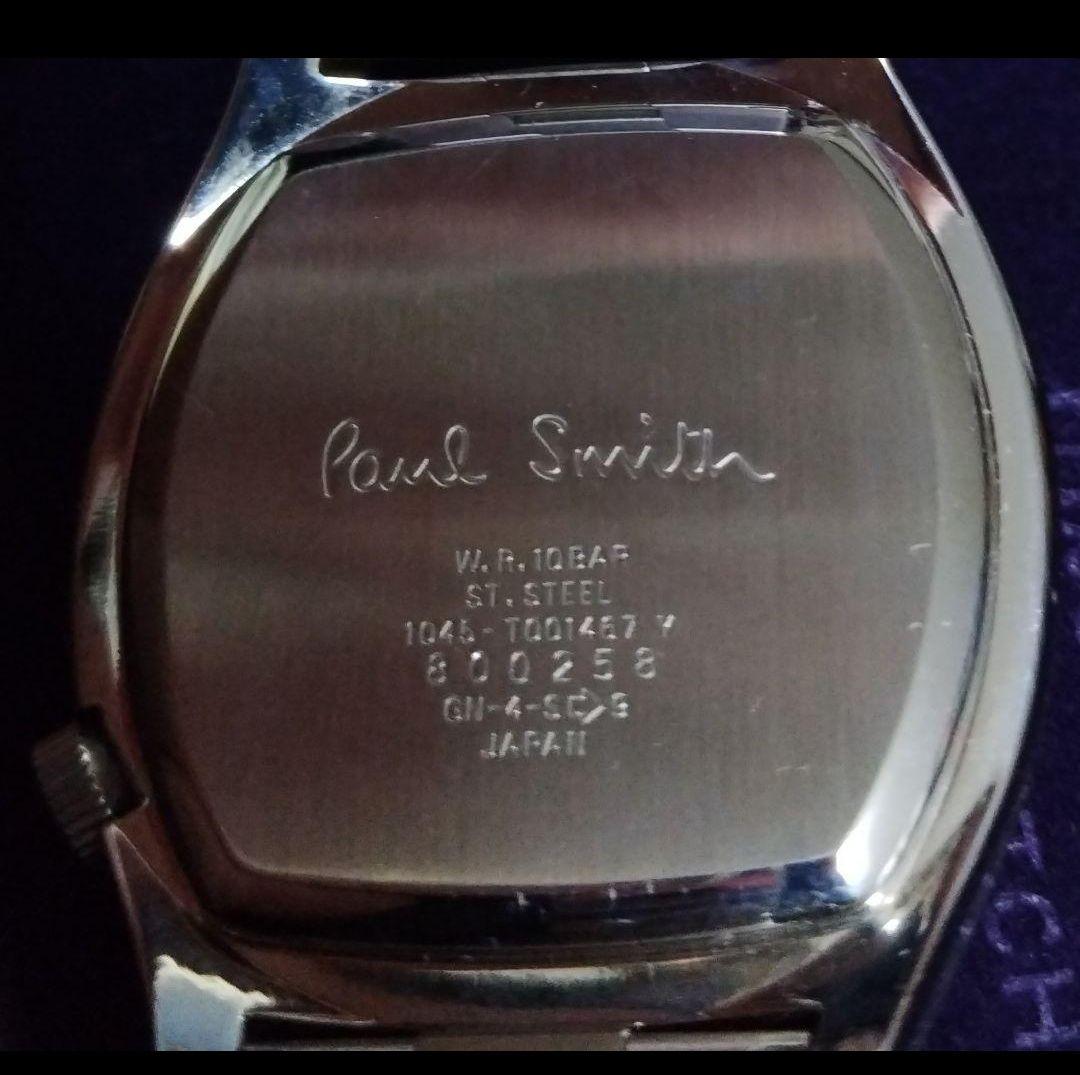 Paul Smith
W.R.10BAR
ST.STEEL
1045-T001467 Y
800258
GN-4-S
JAPAN